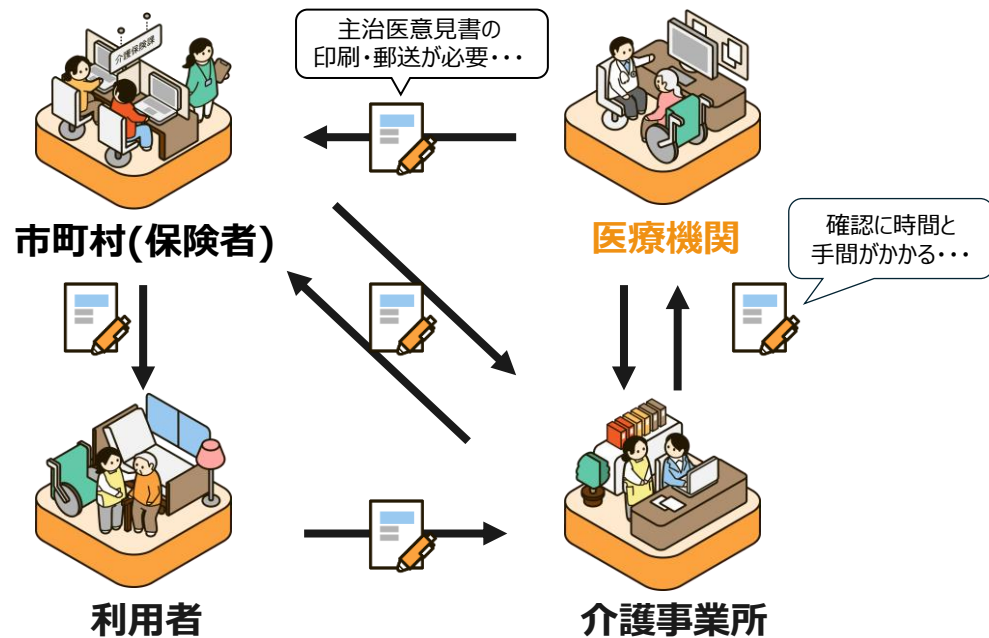 主治医意見書の
印刷・郵送が必要・・・
介護保険課
市町村(保険者)
医療機関
確認に時間と
手間がかかる・・・
利用者
介護事業所